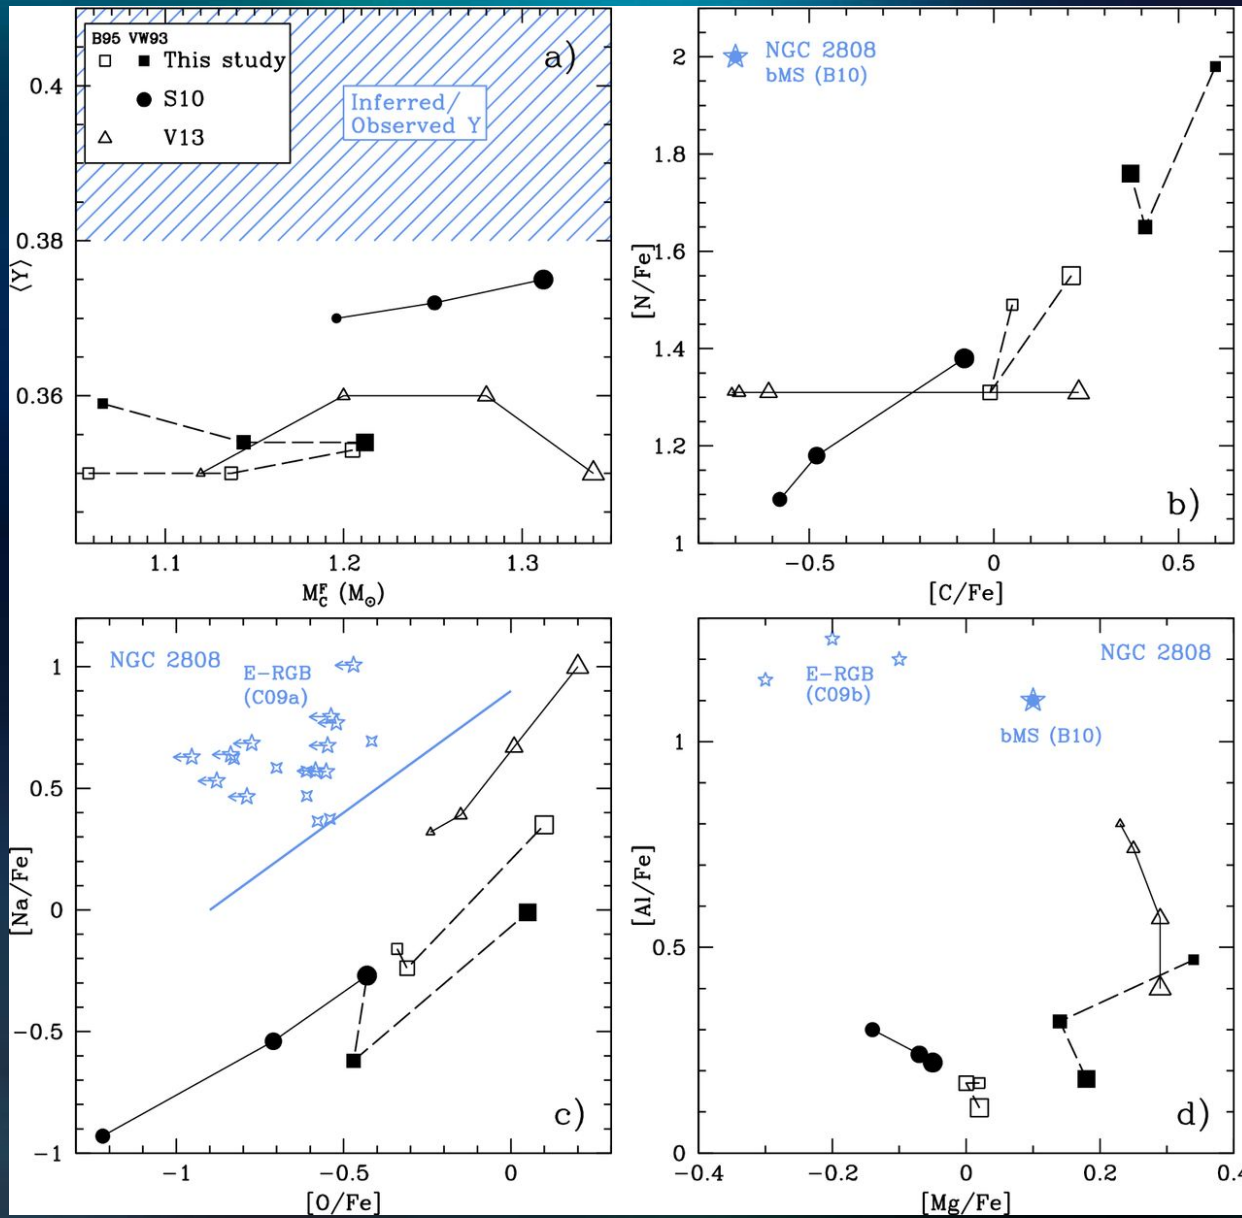 B95 VW93
This study
S10
V13
a)
Inferred/
Observed Y
0.4
0.38
0.36
⟨Y⟩
1.1 1.2 1.3
M_C^F (M_⊙)
NGC 2808
bMS (B10)
2
1.8
1.6
1.4
1.2
1
[N/Fe]
b)
−0.5 0 0.5
[C/Fe]
NGC 2808
E-RGB
(C09a)
1
0.5
0
−0.5
−1
[Na/Fe]
c)
−1 −0.5 0
[O/Fe]
NGC 2808
E-RGB
(C09b)
bMS (B10)
1
0.5
0
[Al/Fe]
d)
−0.4 −0.2 0 0.2 0.4
[Mg/Fe]